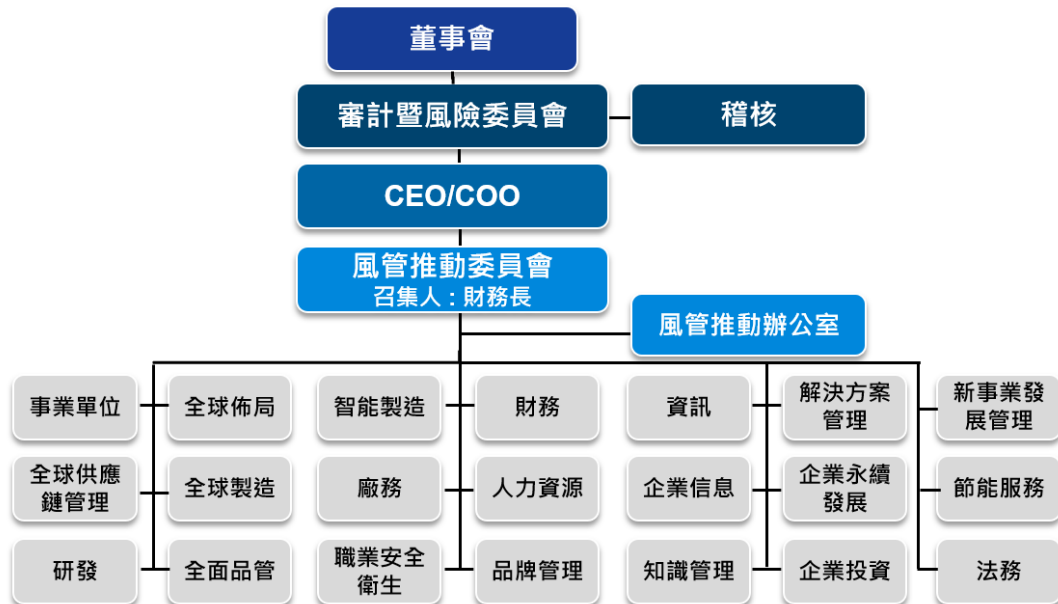 董事會
審計暨風險委員會
稽核
CEO/COO
風管推動委員會
召集人：財務長
風管推動辦公室
事業單位
全球佈局
智能製造
財務
資訊
解決方案
管理
新事業發
展管理
全球供應
鏈管理
全球製造
廠務
人力資源
企業信息
企業永續
發展
節能服務
研發
全面品管
職業安全
衛生
品牌管理
知識管理
企業投資
法務